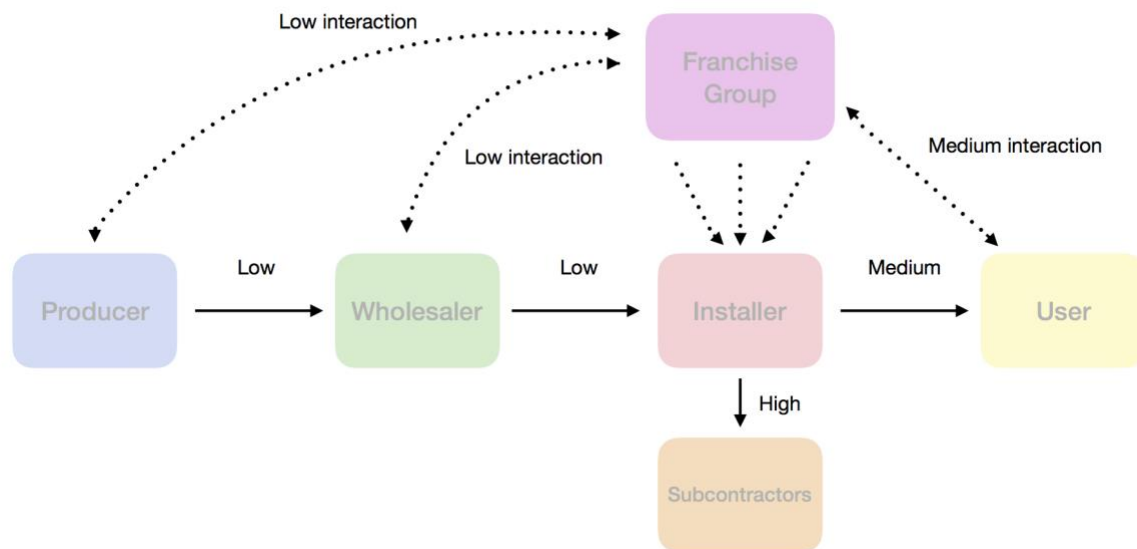 Low interaction
Franchise
Group
Low interaction
Medium interaction
Low
Low
Medium
Producer
Wholesaler
Installer
User
High
Subcontractors